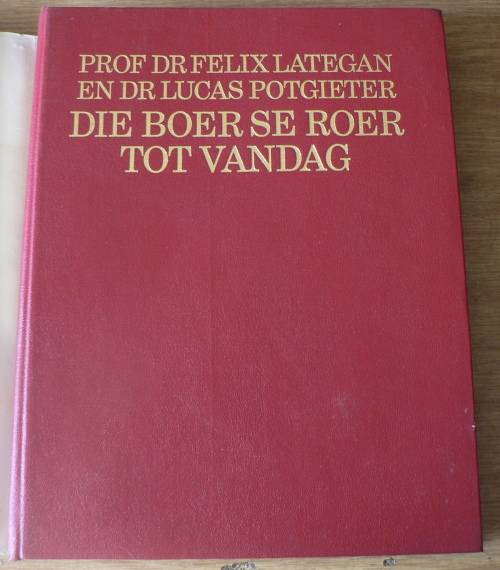 PROF DR FELIX LATEGAN
EN DR LUCAS POTGIETER
DIE BOER SE ROER
TOT VANDAG